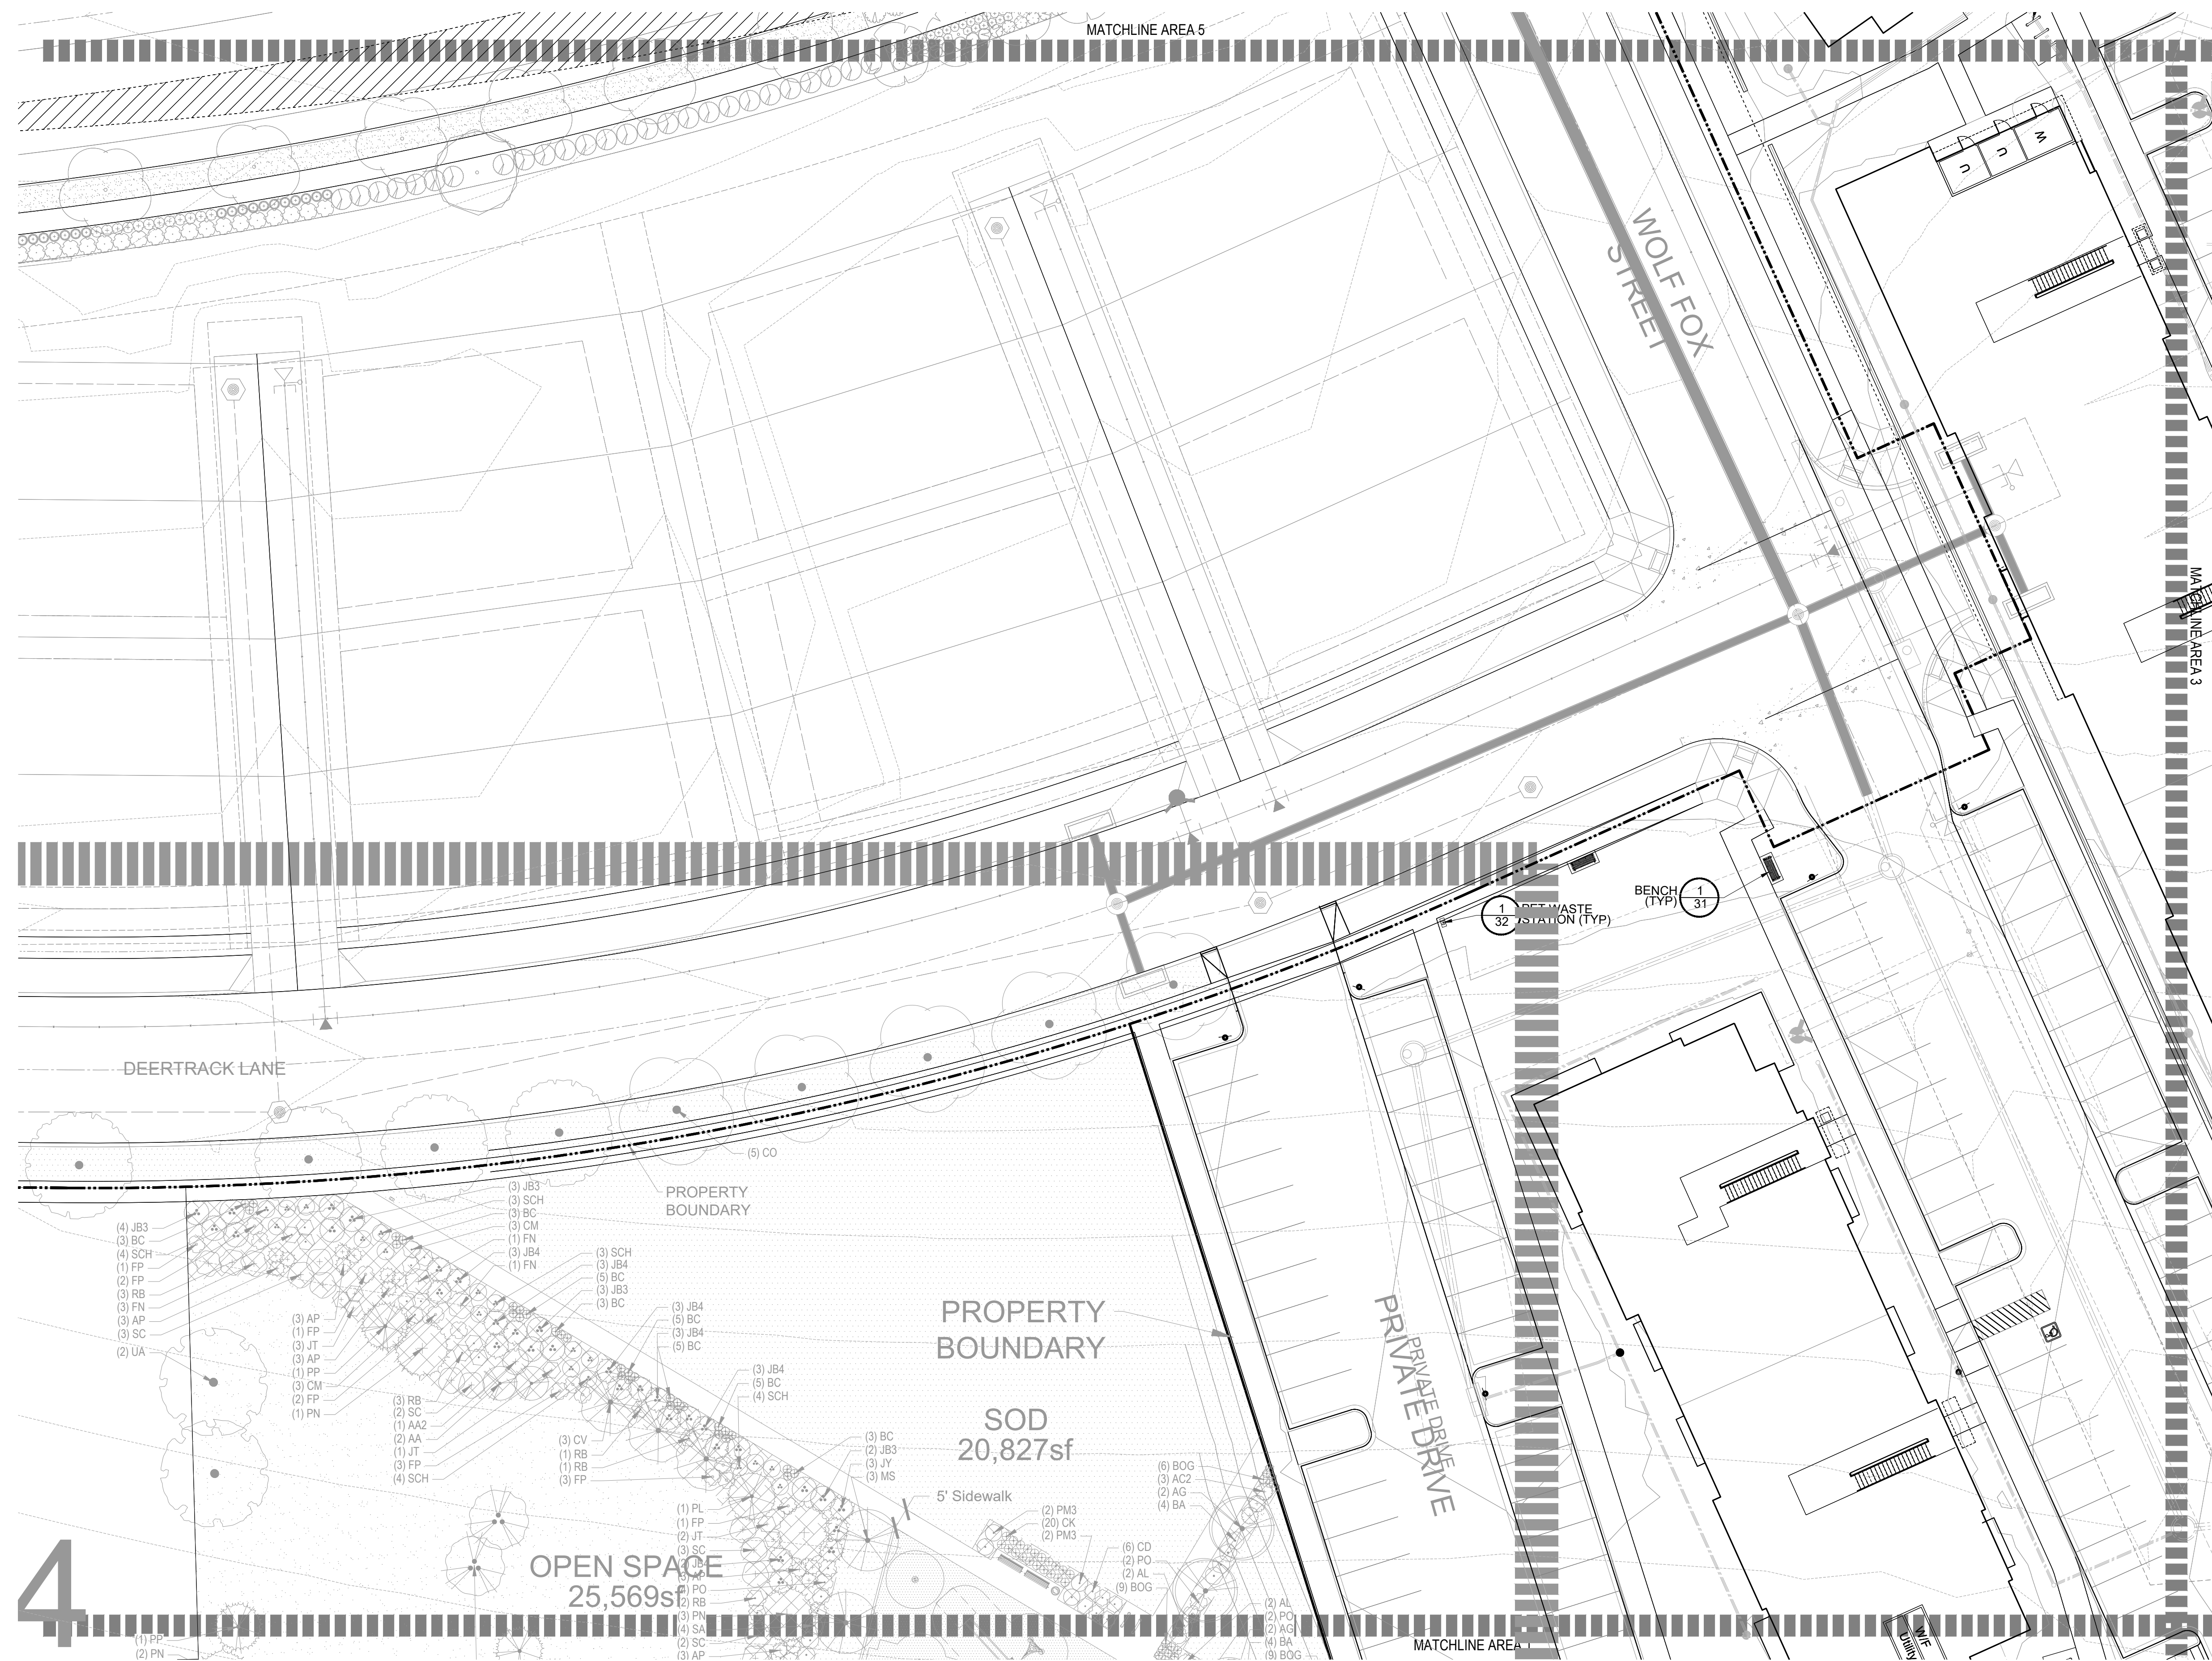 MATCHLINE AREA 5
WOLF FOX
STREET
U
U
W
MATCHLINE AREA 3
BENCH
(TYP)
1
31
1
32
PET WASTE
STATION (TYP)
DEERTRACK LANE
(5) CO
PROPERTY
BOUNDARY
(4) JB3
(3) BC
(4) SCH
(1) FP
(2) FP
(3) RB
(3) FN
(3) AP
(3) SC
(2) UA
(3) JB3
(3) SCH
(3) BC
(3) CM
(1) FN
(3) JB4
(1) FN
(3) SCH
(3) JB4
(5) BC
(3) JB3
(3) BC
(3) AP
(1) FP
(3) JT
(3) AP
(1) PP
(3) CM
(2) FP
(1) PN
(3) JB4
(5) BC
(3) JB4
(5) BC
(3) JB4
(5) BC
(4) SCH
(3) RB
(2) SC
(1) AA2
(2) AA
(1) JT
(3) FP
(4) SCH
(3) CV
(1) RB
(1) RB
(3) FP
(3) BC
(2) JB3
(3) JY
(3) MS
PROPERTY
BOUNDARY
SOD
20,827sf
PRIVATE DRIVE
PRIVATE DRIVE
5' Sidewalk
(1) PL
(1) FP
(2) JT
(3) SC
JB4
AP
PO
RB
(3) PN
(4) SA
(2) SC
(3) AP
OPEN SPACE
25,569sf
(2) PM3
(20) CK
(2) PM3
(6) CD
(2) PO
(2) AL
(9) BOG
(6) BOG
(3) AC2
(2) AG
(4) BA
(2) AL
(2) PO
(2) AG
(4) BA
(9) BOG
4
(1) PP
(2) PN
MATCHLINE AREA 1
W/F
Utility